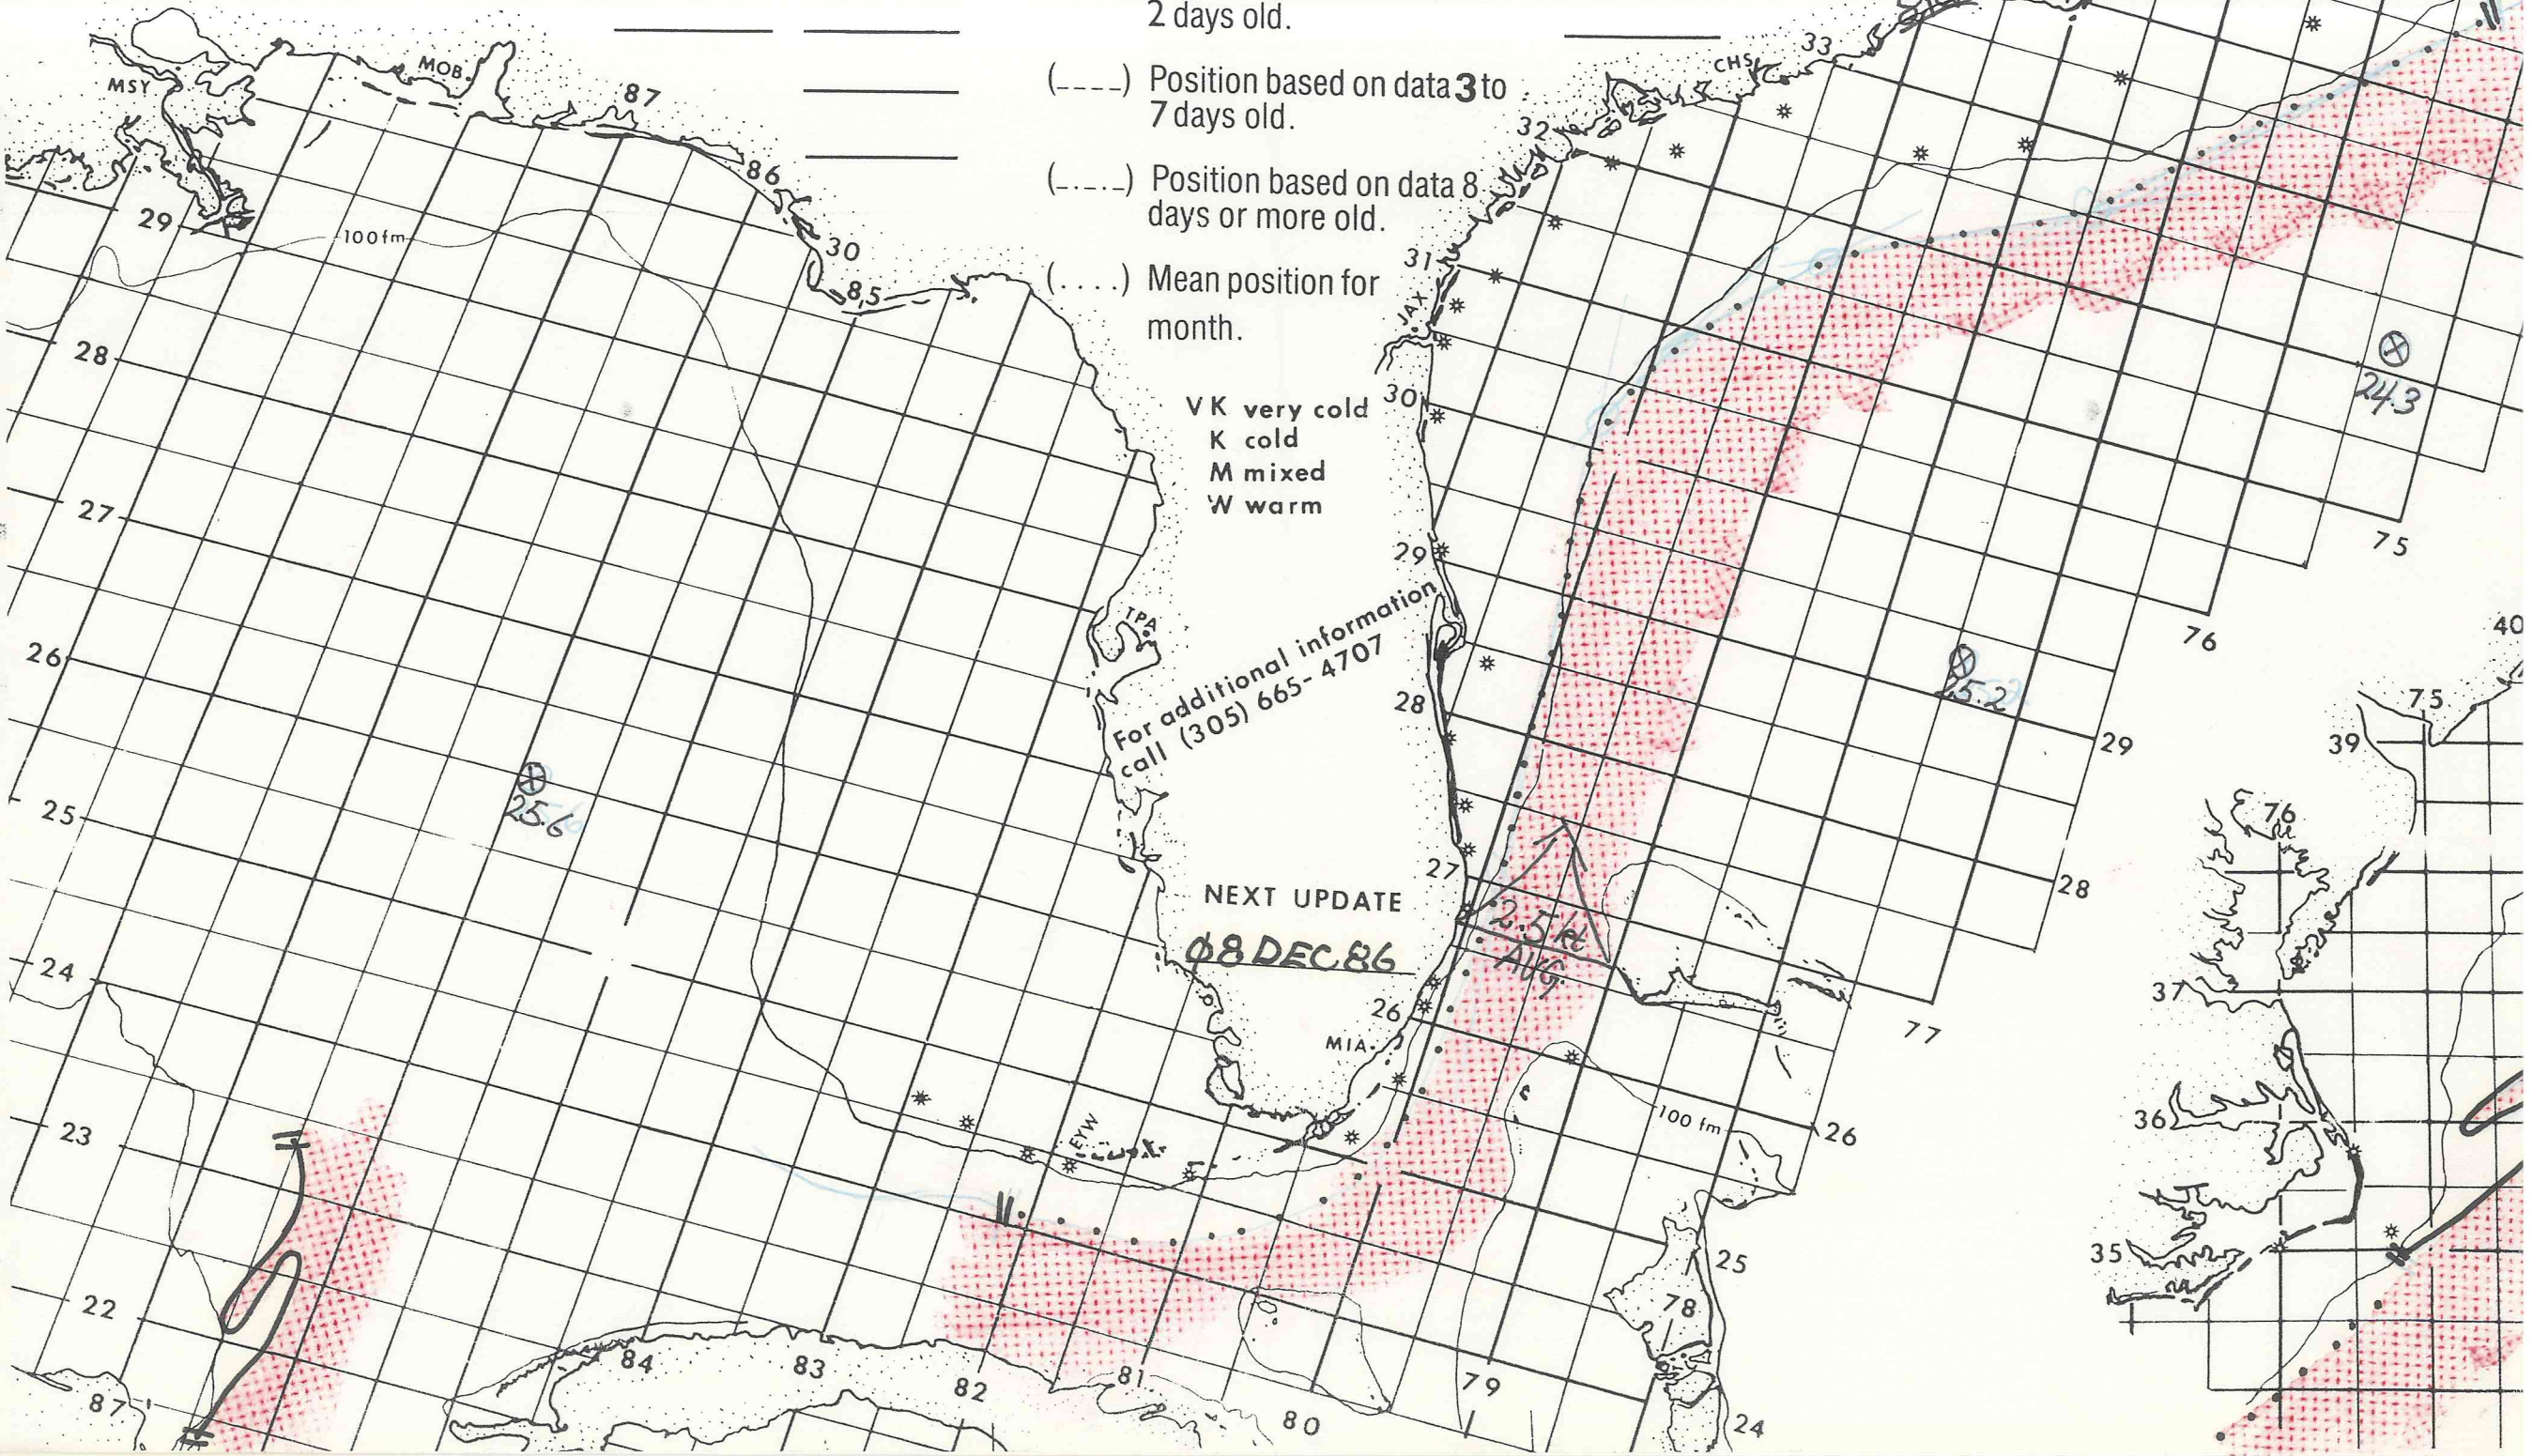 2 days old.
(----) Position based on data 3 to
7 days old.
(_._._) Position based on data 8
days or more old.
(....) Mean position for
month.
VK very cold
K cold
M mixed
W warm
For additional information
call (305) 665-4707
NEXT UPDATE
08 DEC 86
MSY
MOB
87
86
30
85
29
100fm
28
27
26
25
24
23
22
87
84
83
82
81
80
79
78
25.6
TPA
EYW
MIA
JAX
CHS
33
32
31
30
29
28
27
26
2.5 kt
AVG
24.3
25.2
75
76
29
28
77
26
100 fm
25
24
40
75
39
76
37
36
35